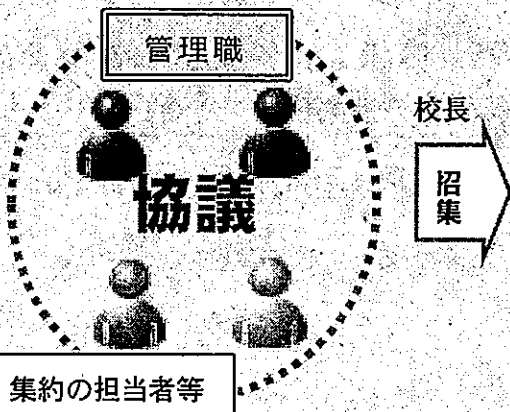 管理職
協議
校長
招集
集約の担当者等